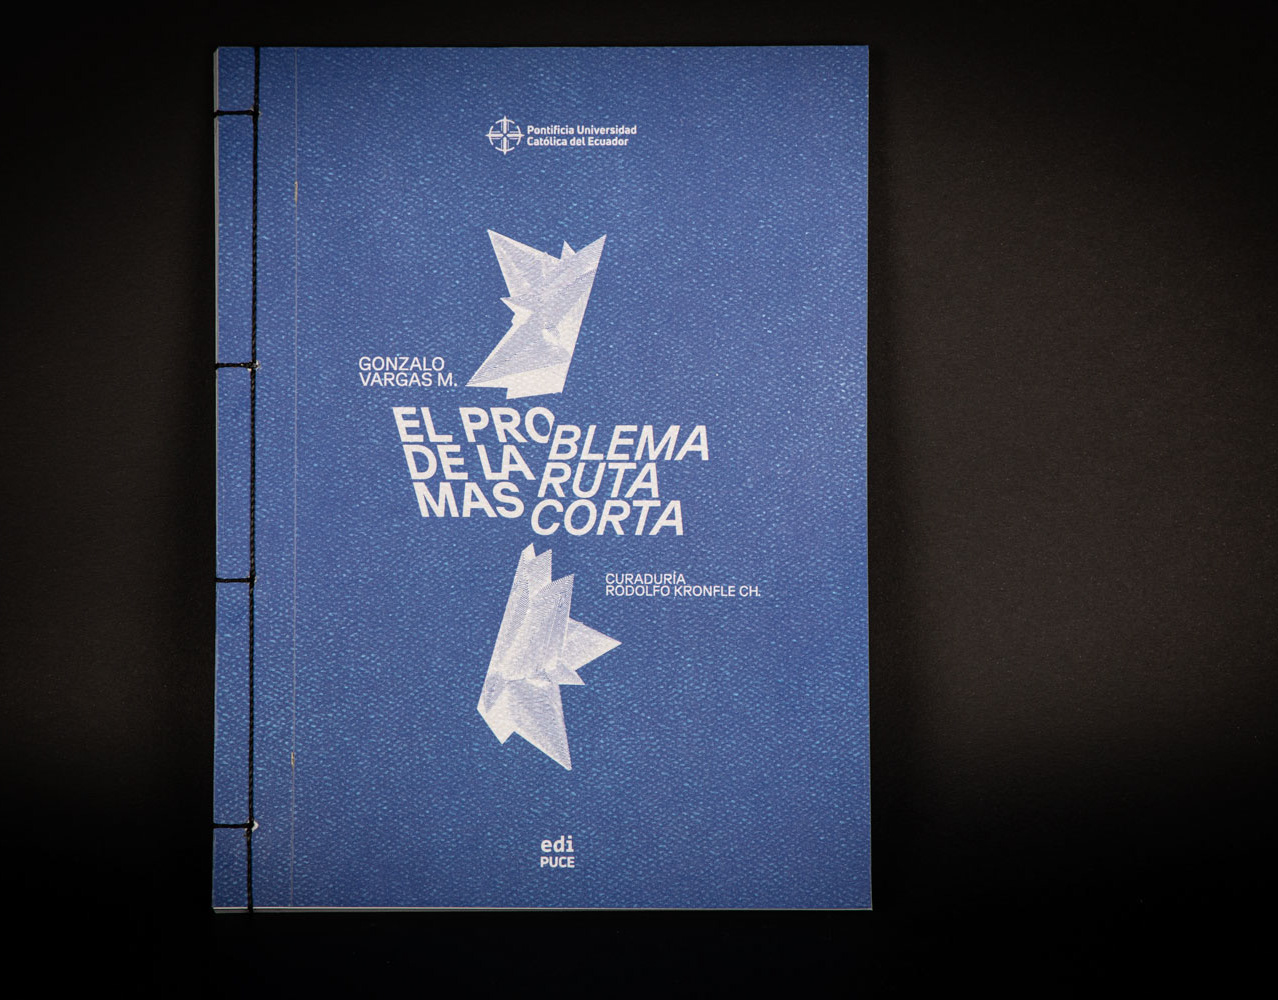 Pontificia Universidad
Católica del Ecuador
GONZALO
VARGAS M.
EL PROBLEMA
DE LA RUTA
MAS CORTA
CURADURÍA
RODOLFO KRONFLE CH.
edi
PUCE